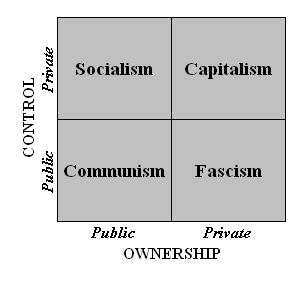 CONTROL
Private
Public
Socialism
Capitalism
Communism
Fascism
Public
Private
OWNERSHIP